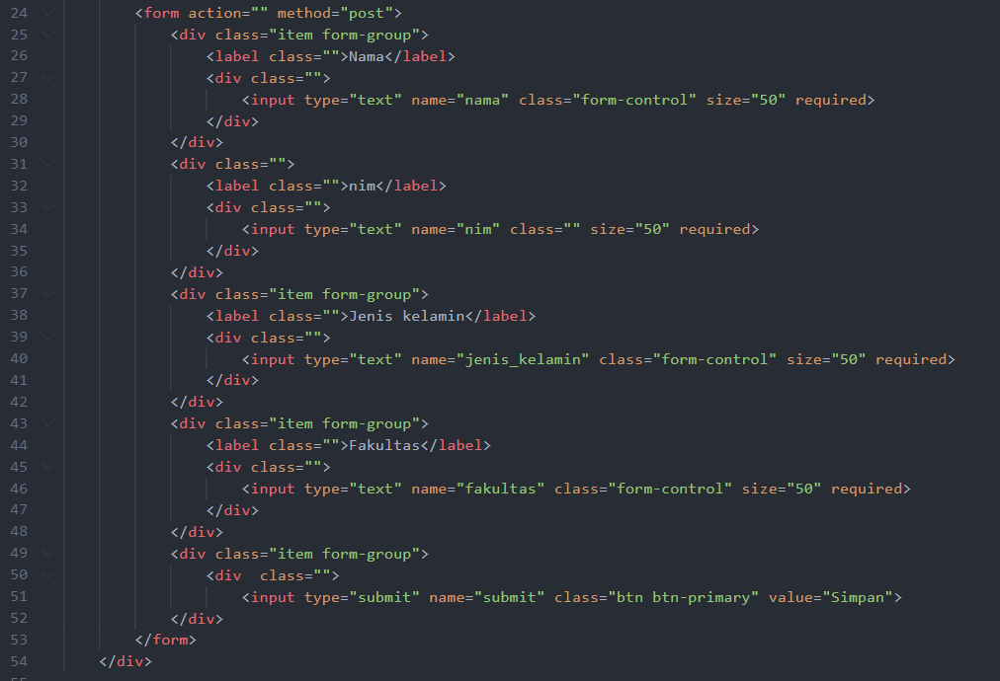 24 <form action="" method="post">
25 <div class="item form-group">
26 <label class="">Nama</label>
27 <div class="">
28 <input type="text" name="nama" class="form-control" size="50" required>
29 </div>
30 </div>
31 <div class="">
32 <label class="">nim</label>
33 <div class="">
34 <input type="text" name="nim" class="" size="50" required>
35 </div>
36 </div>
37 <div class="item form-group">
38 <label class="">Jenis kelamin</label>
39 <div class="">
40 <input type="text" name="jenis_kelamin" class="form-control" size="50" required>
41 </div>
42 </div>
43 <div class="item form-group">
44 <label class="">Fakultas</label>
45 <div class="">
46 <input type="text" name="fakultas" class="form-control" size="50" required>
47 </div>
48 </div>
49 <div class="item form-group">
50 <div  class="">
51 <input type="submit" name="submit" class="btn btn-primary" value="Simpan">
52 </div>
53 </form>
54 </div>